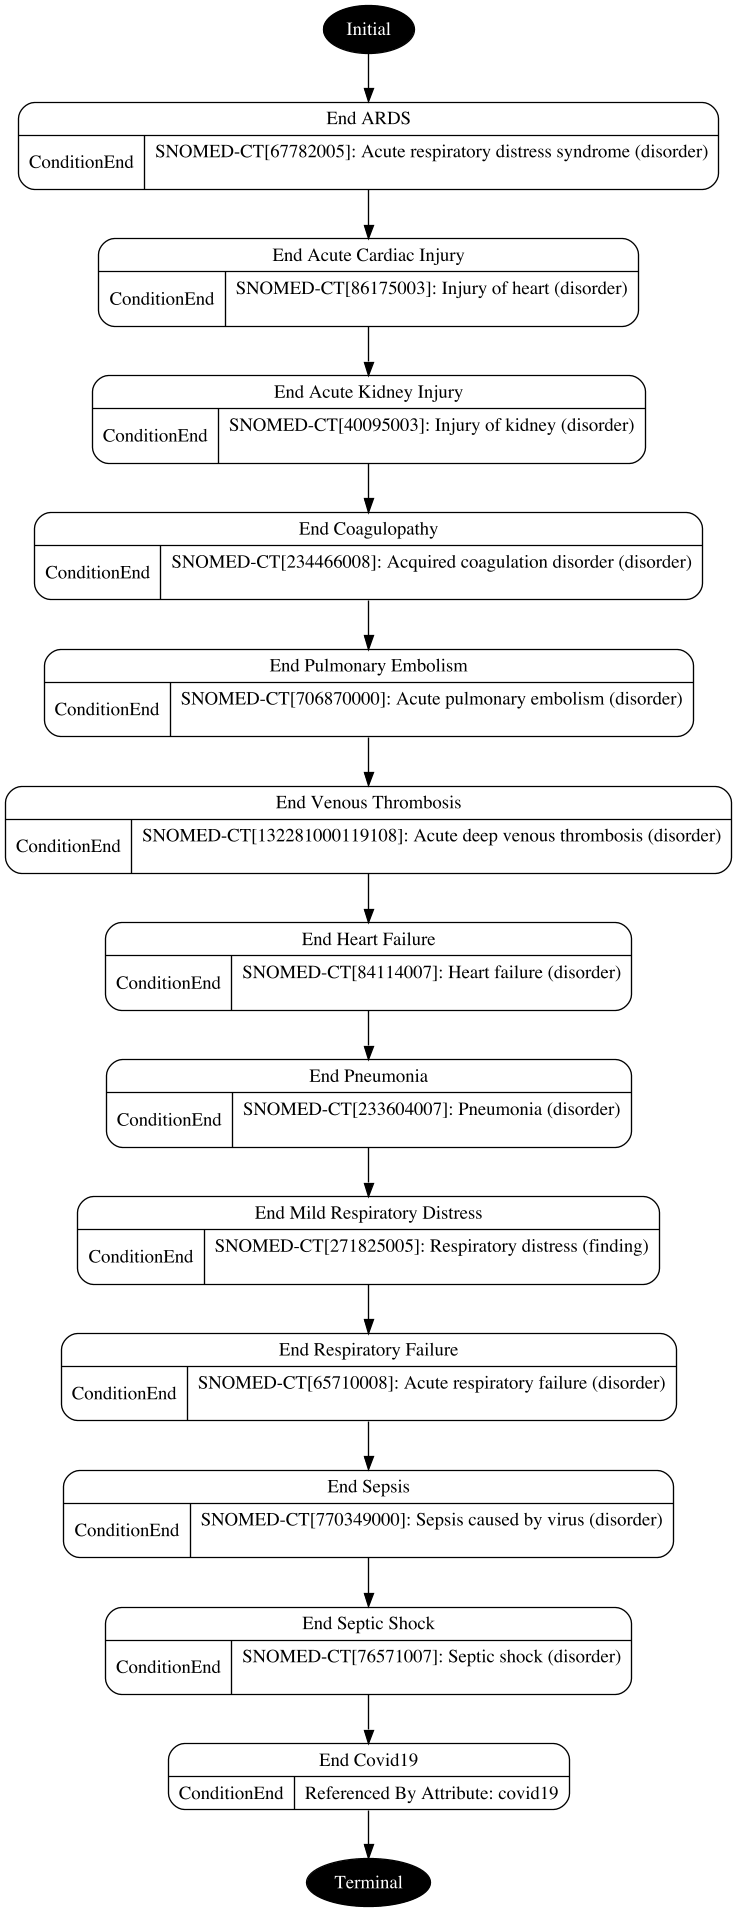 Initial
End ARDS
ConditionEnd
SNOMED-CT[67782005]: Acute respiratory distress syndrome (disorder)
End Acute Cardiac Injury
ConditionEnd
SNOMED-CT[86175003]: Injury of heart (disorder)
End Acute Kidney Injury
ConditionEnd
SNOMED-CT[40095003]: Injury of kidney (disorder)
End Coagulopathy
ConditionEnd
SNOMED-CT[234466008]: Acquired coagulation disorder (disorder)
End Pulmonary Embolism
ConditionEnd
SNOMED-CT[706870000]: Acute pulmonary embolism (disorder)
End Venous Thrombosis
ConditionEnd
SNOMED-CT[132281000119108]: Acute deep venous thrombosis (disorder)
End Heart Failure
ConditionEnd
SNOMED-CT[84114007]: Heart failure (disorder)
End Pneumonia
ConditionEnd
SNOMED-CT[233604007]: Pneumonia (disorder)
End Mild Respiratory Distress
ConditionEnd
SNOMED-CT[271825005]: Respiratory distress (finding)
End Respiratory Failure
ConditionEnd
SNOMED-CT[65710008]: Acute respiratory failure (disorder)
End Sepsis
ConditionEnd
SNOMED-CT[770349000]: Sepsis caused by virus (disorder)
End Septic Shock
ConditionEnd
SNOMED-CT[76571007]: Septic shock (disorder)
End Covid19
ConditionEnd
Referenced By Attribute: covid19
Terminal